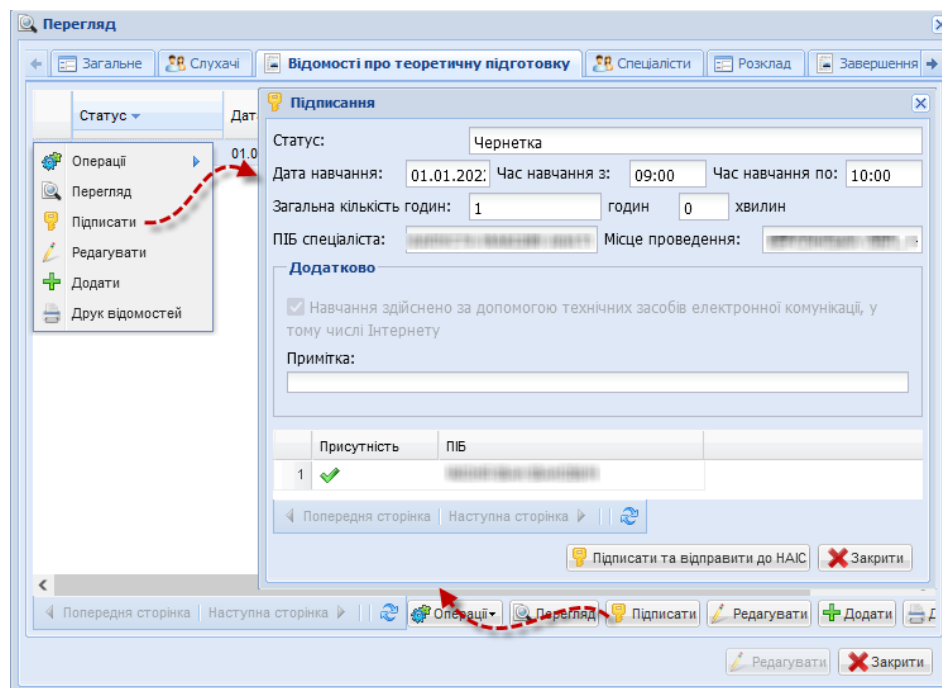 Перегляд
Загальне Слухачі Відомості про теоретичну підготовку Спеціалісти Розклад Завершення
Статус
Підписання
Статус: Чернетка
Операції
Перегляд
Підписати
Редагувати
Додати
Друк відомостей
Дата навчання: 01.01.202 Час навчання з: 09:00 Час навчання по: 10:00
Загальна кількість годин: 1 годин 0 хвилин
ПІБ спеціаліста: Місце проведення:
Додатково
Навчання здійснено за допомогою технічних засобів електронної комунікації, у
тому числі Інтернету
Примітка:
Присутність ПІБ
1
Попередня сторінка Наступна сторінка
Підписати та відправити до НАІС Закрити
Попередня сторінка Наступна сторінка Операції Перегляд Підписати Редагувати Додати
Редагувати Закрити